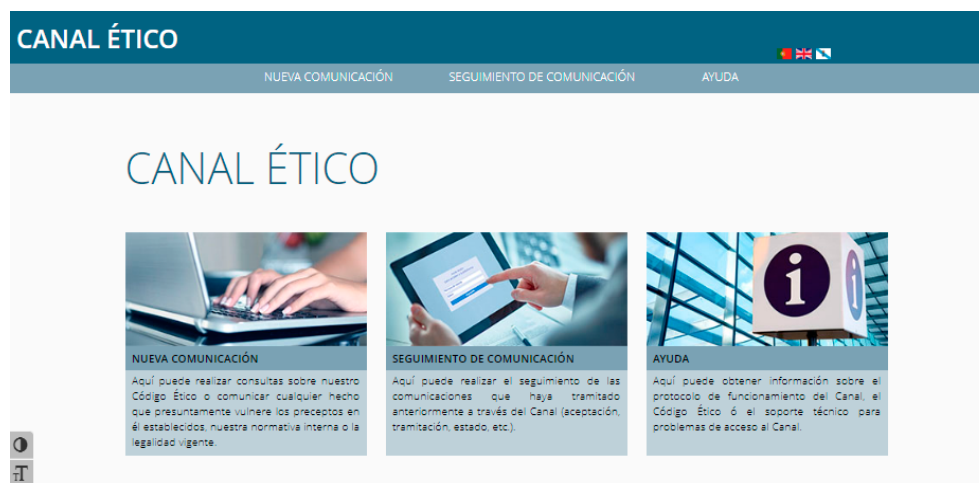 CANAL ÉTICO
NUEVA COMUNICACIÓN SEGUIMIENTO DE COMUNICACIÓN AYUDA
CANAL ÉTICO
NUEVA COMUNICACIÓN
Aquí puede realizar consultas sobre nuestro
Código Ético o comunicar cualquier hecho
que presuntamente vulnere los preceptos en
él establecidos, nuestra normativa interna o la
legalidad vigente.
SEGUIMIENTO DE COMUNICACIÓN
Aquí puede realizar el seguimiento de las
comunicaciones que haya tramitado
anteriormente a través del Canal (aceptación,
tramitación, estado, etc.).
i
i
AYUDA
Aquí puede obtener información sobre el
protocolo de funcionamiento del Canal, el
Código Ético ó el soporte técnico para
problemas de acceso al Canal.
TT